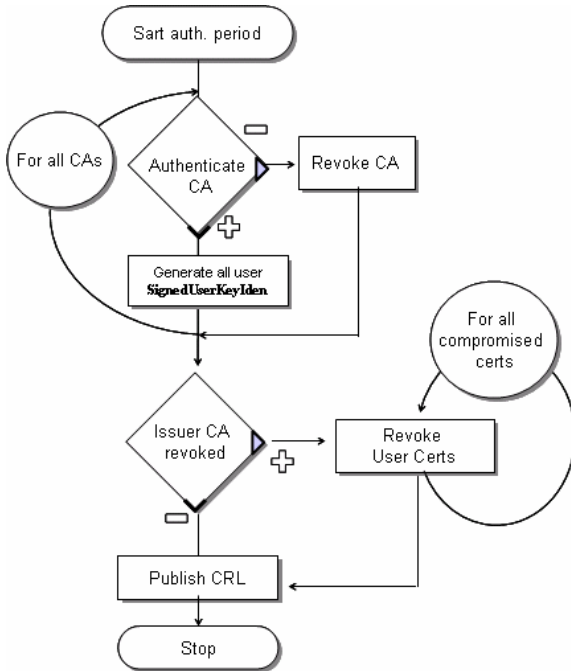 Sart auth. period
For all CAs
Authenticate
CA
Revoke CA
Generate all user
SignedUserKeyIden
For all
compromised
certs
Issuer CA
revoked
Revoke
User Certs
Publish CRL
Stop